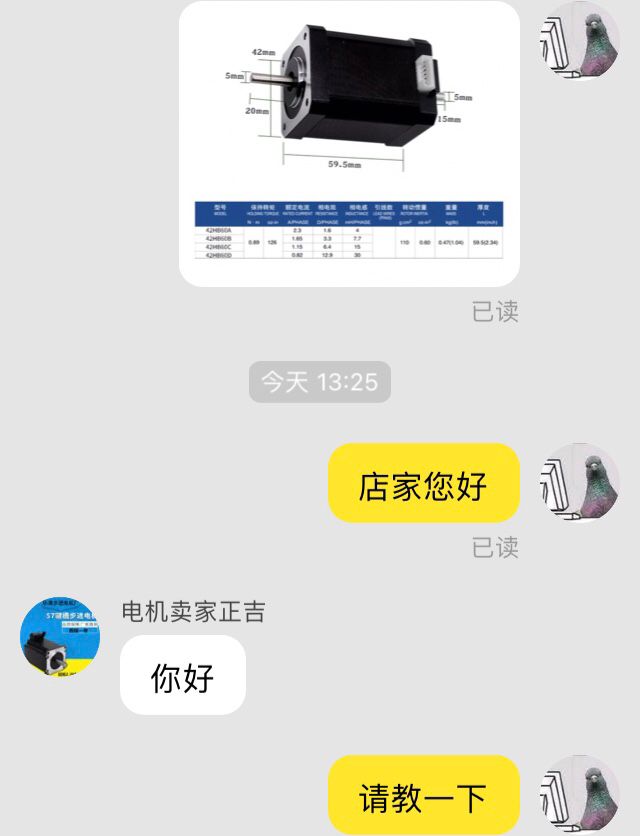 42mm
5mm
20mm
5mm
15mm
59.5mm
型号 保持转矩 额定电流 相电阻 相电感 引线数 转动惯量 重量 厚度
MODEL HOLDING TORQUE RATED CURRENT RESISTANCE INDUCTANCE LEAD WIRES ROTOR INERTIA MASS L
N·m oz-in A/PHASE Ω/PHASE mH/PHASE (PINS) g.cm² oz-in² kg(lb) mm(inch)
42HB60A 2.3 1.6 4
42HB60B 1.65 3.3 7.7
0.89 126 110 0.60 0.47(1.04) 59.5(2.34)
42HB60C 1.15 6.4 15
42HB60D 0.82 12.9 30
已读
今天 13:25
店家您好
已读
电机卖家正吉
你好
请教一下